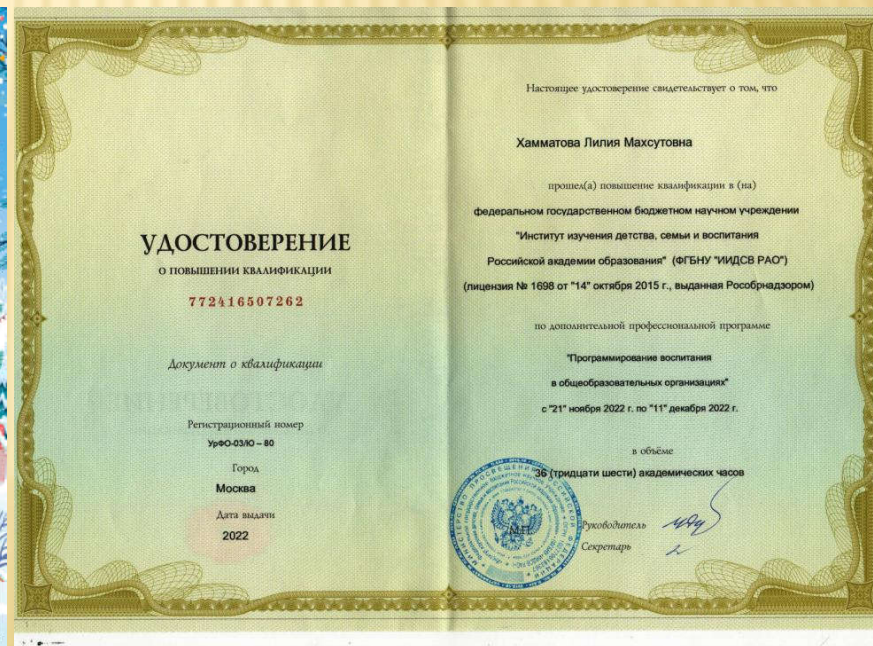 УДОСТОВЕРЕНИЕ
О ПОВЫШЕНИИ КВАЛИФИКАЦИИ
772416507262
Документ о квалификации
Регистрационный номер
УрФО-03/Ю – 80
Город
Москва
Дата выдачи
2022
Настоящее удостоверение свидетельствует о том, что
Хамматова Лилия Махсутовна
прошел(а) повышение квалификации в (на)
федеральном государственном бюджетном научном учреждении
"Институт изучения детства, семьи и воспитания
Российской академии образования" (ФГБНУ "ИИДСВ РАО")
(лицензия № 1698 от "14" октября 2015 г., выданная Рособрнадзором)
по дополнительной профессиональной программе
"Программирование воспитания
в общеобразовательных организациях"
с "21" ноября 2022 г. по "11" декабря 2022 г.
в объёме
36 (тридцати шести) академических часов
М.П.
Руководитель
Секретарь
МИНИСТЕРСТВО ПРОСВЕЩЕНИЯ РОССИЙСКОЙ ФЕДЕРАЦИИ